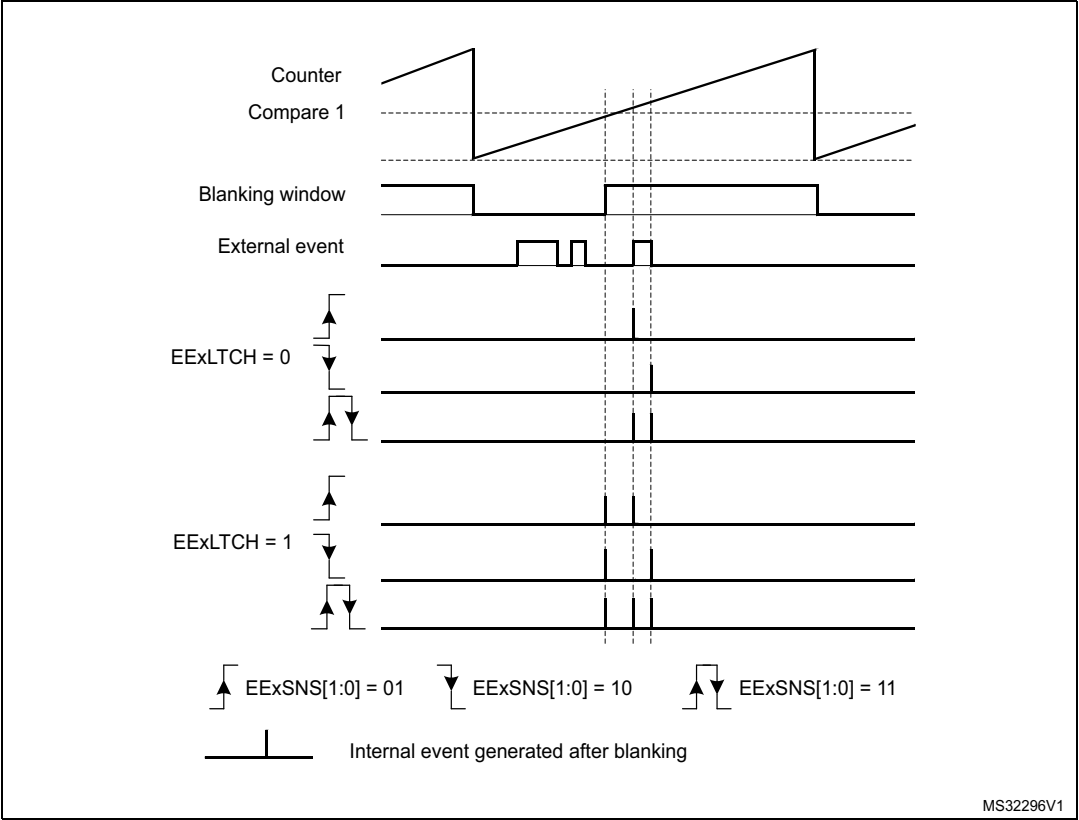 Counter
Compare 1
Blanking window
External event
EExLTCH = 0
EExLTCH = 1
EExSNS[1:0] = 01
EExSNS[1:0] = 10
EExSNS[1:0] = 11
Internal event generated after blanking
MS32296V1